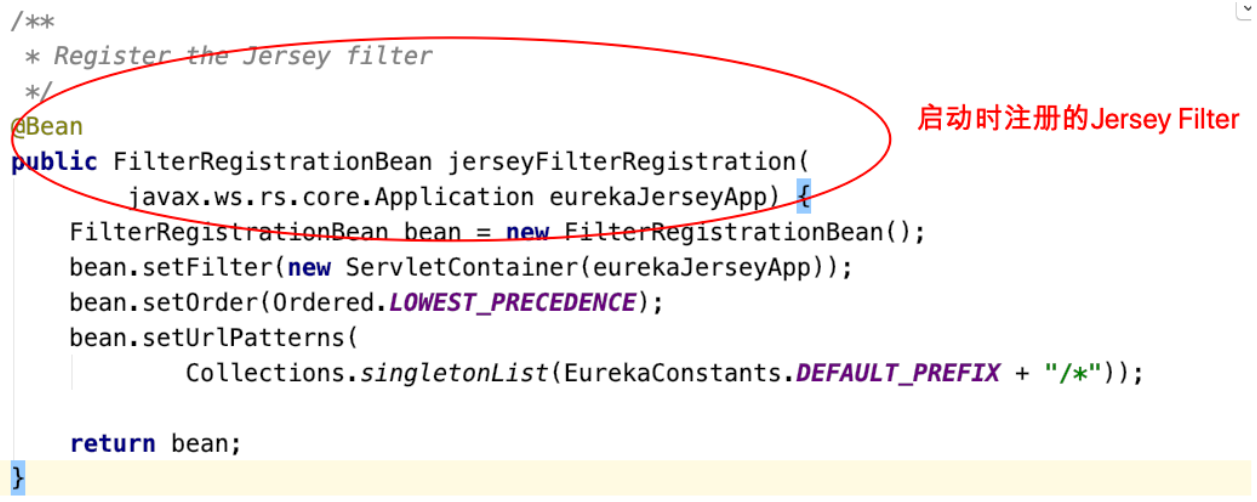 /**
* Register the Jersey filter
*/
@Bean
启动时注册的Jersey Filter
public FilterRegistrationBean jerseyFilterRegistration(
javax.ws.rs.core.Application eurekaJerseyApp) {
FilterRegistrationBean bean = new FilterRegistrationBean();
bean.setFilter(new ServletContainer(eurekaJerseyApp));
bean.setOrder(Ordered.LOWEST_PRECEDENCE);
bean.setUrlPatterns(
Collections.singletonList(EurekaConstants.DEFAULT_PREFIX + "/*"));
return bean;
}